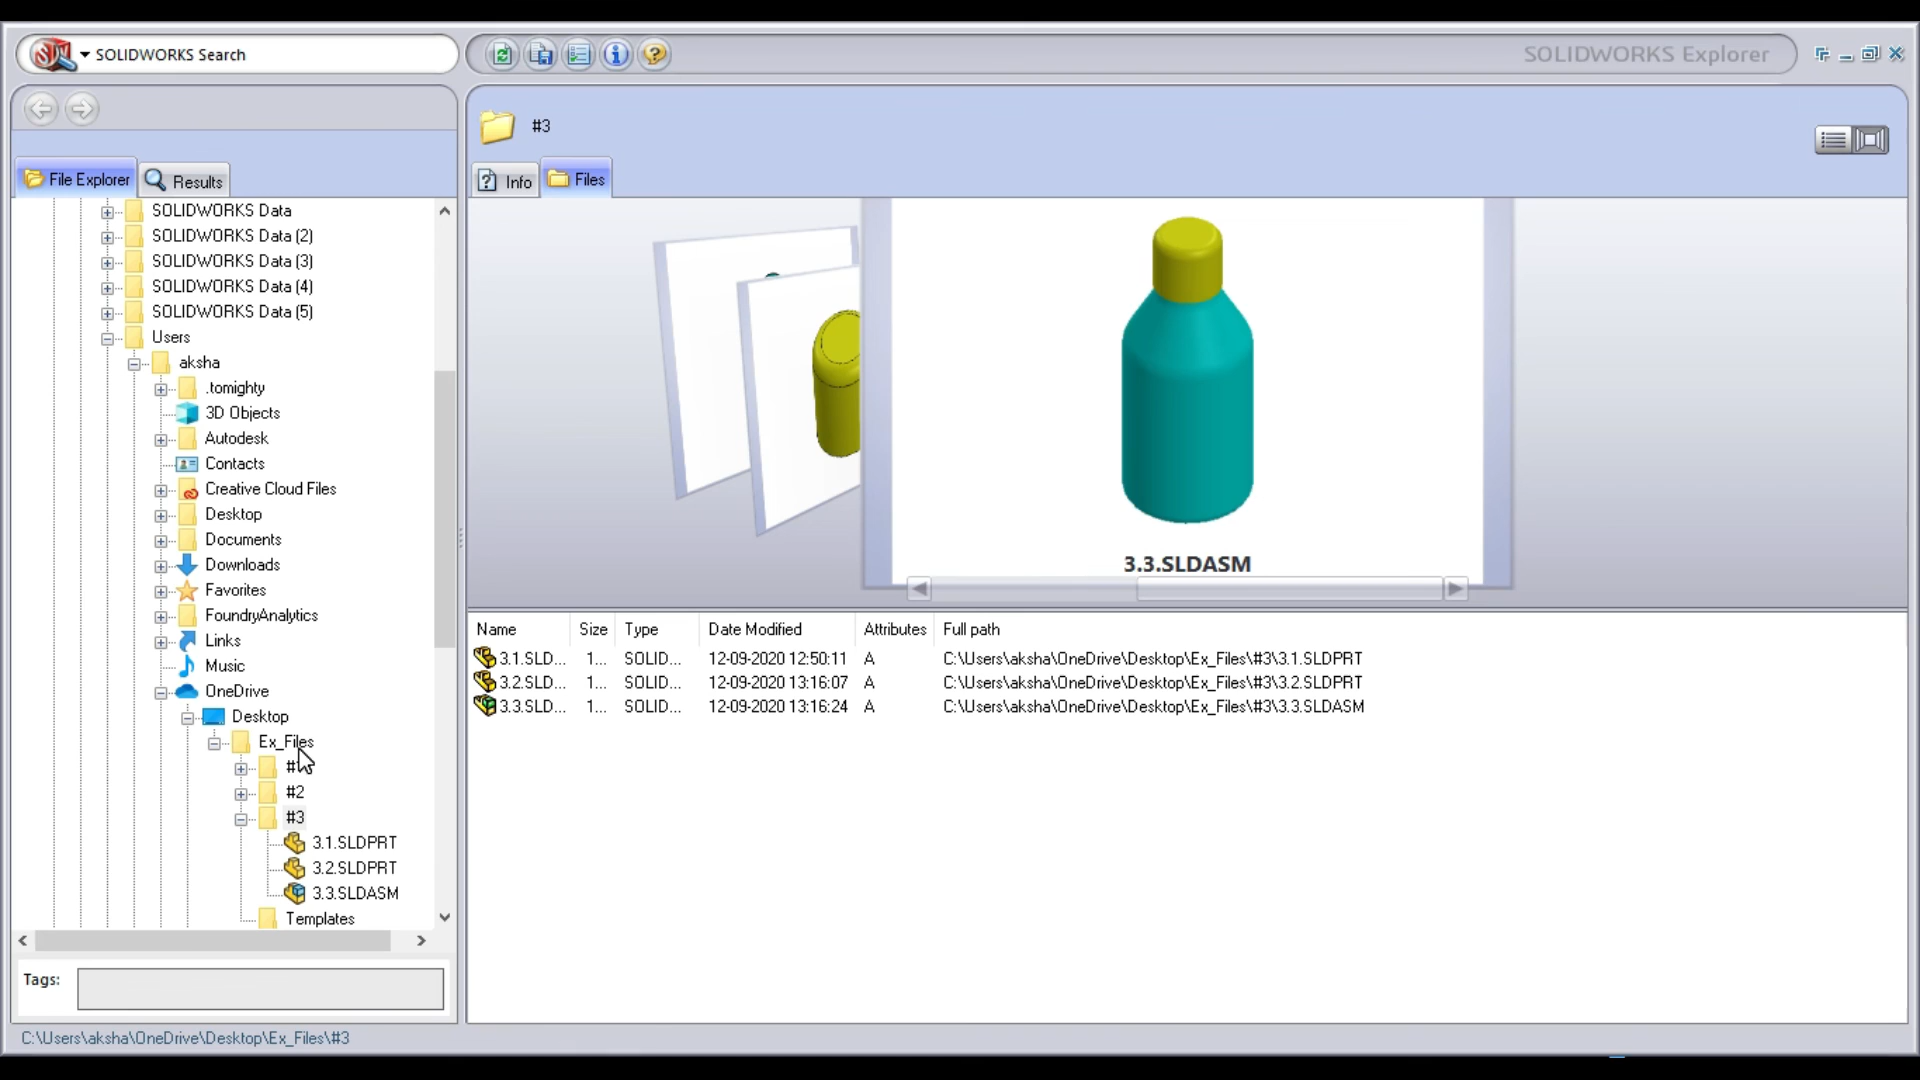 SOLIDWORKS Search
SOLIDWORKS Explorer
#3
File Explorer
Results
Info
Files
SOLIDWORKS Data
SOLIDWORKS Data (2)
SOLIDWORKS Data (3)
SOLIDWORKS Data (4)
SOLIDWORKS Data (5)
Users
aksha
.tomighty
3D Objects
Autodesk
Contacts
Creative Cloud Files
Desktop
Documents
Downloads
Favorites
FoundryAnalytics
Links
Music
OneDrive
Desktop
Ex_Files
#
#2
#3
3.1.SLDPRT
3.2.SLDPRT
3.3.SLDASM
Templates
Tags:
C:\Users\aksha\OneDrive\Desktop\Ex_Files\#3
3.3.SLDASM
Name Size Type Date Modified Attributes Full path
3.1.SLD... 1... SOLID... 12-09-2020 12:50:11 A C:\Users\aksha\OneDrive\Desktop\Ex_Files\#3\3.1.SLDPRT
3.2.SLD... 1... SOLID... 12-09-2020 13:16:07 A C:\Users\aksha\OneDrive\Desktop\Ex_Files\#3\3.2.SLDPRT
3.3.SLD... 1... SOLID... 12-09-2020 13:16:24 A C:\Users\aksha\OneDrive\Desktop\Ex_Files\#3\3.3.SLDASM